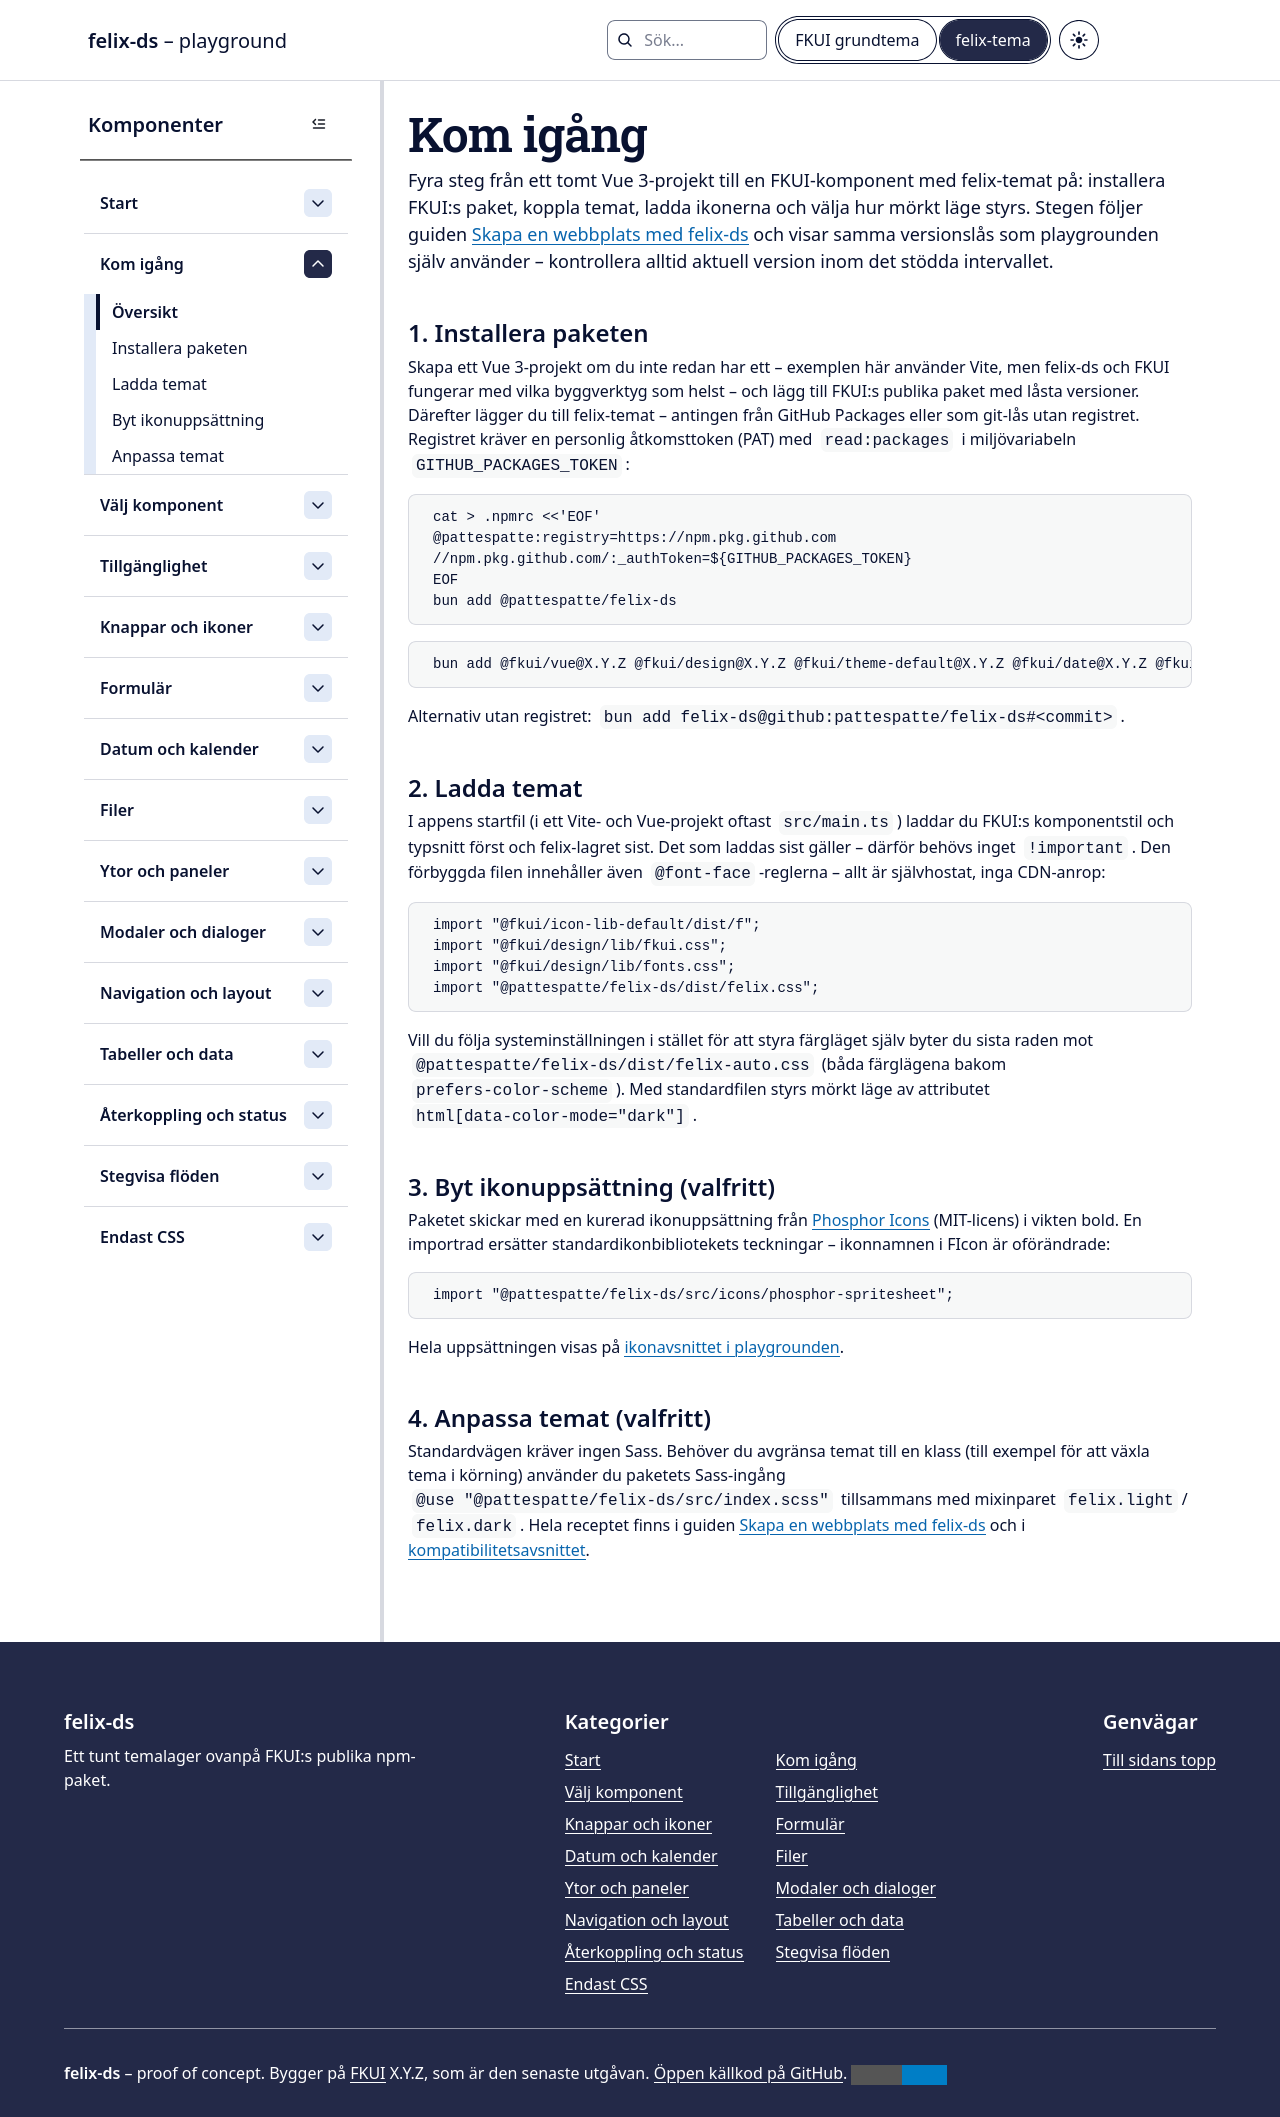 felix-ds – playground
Sök...
FKUI grundtema
felix-tema
Komponenter
Start
Kom igång
Översikt
Installera paketen
Ladda temat
Byt ikonuppsättning
Anpassa temat
Välj komponent
Tillgänglighet
Knappar och ikoner
Formulär
Datum och kalender
Filer
Ytor och paneler
Modaler och dialoger
Navigation och layout
Tabeller och data
Återkoppling och status
Stegvisa flöden
Endast CSS
Kom igång
Fyra steg från ett tomt Vue 3-projekt till en FKUI-komponent med felix-temat på: installera
FKUI:s paket, koppla temat, ladda ikonerna och välja hur mörkt läge styrs. Stegen följer
guiden Skapa en webbplats med felix-ds och visar samma versionslås som playgrounden
själv använder – kontrollera alltid aktuell version inom det stödda intervallet.
1. Installera paketen
Skapa ett Vue 3-projekt om du inte redan har ett – exemplen här använder Vite, men felix-ds och FKUI
fungerar med vilka byggverktyg som helst – och lägg till FKUI:s publika paket med låsta versioner.
Därefter lägger du till felix-temat – antingen från GitHub Packages eller som git-lås utan registret.
Registret kräver en personlig åtkomsttoken (PAT) med read:packages i miljövariabeln
GITHUB_PACKAGES_TOKEN :
cat > .npmrc <<'EOF'
@pattespatte:registry=https://npm.pkg.github.com
//npm.pkg.github.com/:_authToken=${GITHUB_PACKAGES_TOKEN}
EOF
bun add @pattespatte/felix-ds
bun add @fkui/vue@X.Y.Z @fkui/design@X.Y.Z @fkui/theme-default@X.Y.Z @fkui/date@X.Y.Z @fkui
Alternativ utan registret: bun add felix-ds@github:pattespatte/felix-ds#<commit> .
2. Ladda temat
I appens startfil (i ett Vite- och Vue-projekt oftast src/main.ts ) laddar du FKUI:s komponentstil och
typsnitt först och felix-lagret sist. Det som laddas sist gäller – därför behövs inget !important . Den
förbyggda filen innehåller även @font-face -reglerna – allt är självhostat, inga CDN-anrop:
import "@fkui/icon-lib-default/dist/f";
import "@fkui/design/lib/fkui.css";
import "@fkui/design/lib/fonts.css";
import "@pattespatte/felix-ds/dist/felix.css";
Vill du följa systeminställningen i stället för att styra färgläget själv byter du sista raden mot
@pattespatte/felix-ds/dist/felix-auto.css (båda färglägena bakom
prefers-color-scheme ). Med standardfilen styrs mörkt läge av attributet
html[data-color-mode="dark"] .
3. Byt ikonuppsättning (valfritt)
Paketet skickar med en kurerad ikonuppsättning från Phosphor Icons (MIT-licens) i vikten bold. En
importrad ersätter standardikonbibliotekets teckningar – ikonnamnen i FIcon är oförändrade:
import "@pattespatte/felix-ds/src/icons/phosphor-spritesheet";
Hela uppsättningen visas på ikonavsnittet i playgrounden.
4. Anpassa temat (valfritt)
Standardvägen kräver ingen Sass. Behöver du avgränsa temat till en klass (till exempel för att växla
tema i körning) använder du paketets Sass-ingång
@use "@pattespatte/felix-ds/src/index.scss" tillsammans med mixinparet felix.light /
felix.dark . Hela receptet finns i guiden Skapa en webbplats med felix-ds och i
kompatibilitetsavsnittet.
felix-ds
Ett tunt temalager ovanpå FKUI:s publika npm-
paket.
Kategorier
Start
Kom igång
Välj komponent
Tillgänglighet
Knappar och ikoner
Formulär
Datum och kalender
Filer
Ytor och paneler
Modaler och dialoger
Navigation och layout
Tabeller och data
Återkoppling och status
Stegvisa flöden
Endast CSS
Genvägar
Till sidans topp
felix-ds – proof of concept. Bygger på FKUI X.Y.Z, som är den senaste utgåvan. Öppen källkod på GitHub.